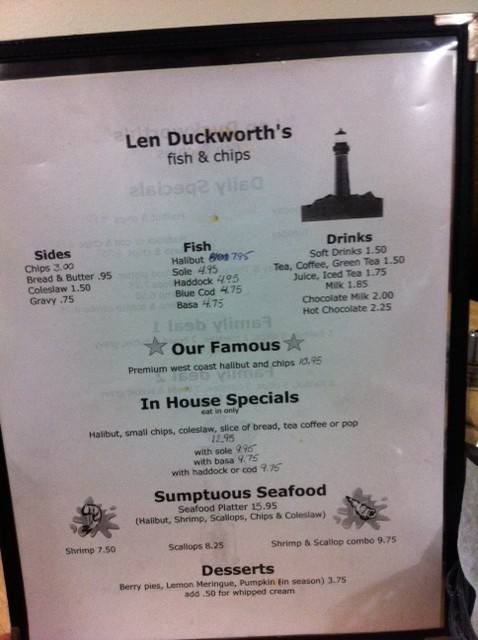 Len Duckworth's
fish & chips
Sides
Chips 3.00
Bread & Butter .95
Coleslaw 1.50
Gravy .75
Fish
Halibut 7.95
Sole 4.95
Haddock 4.95
Blue Cod 4.75
Basa 4.75
Drinks
Soft Drinks 1.50
Tea, Coffee, Green Tea 1.50
Juice, Iced Tea 1.75
Milk 1.85
Chocolate Milk 2.00
Hot Chocolate 2.25
Our Famous
Premium west coast halibut and chips 10.95
In House Specials
eat in only
Halibut, small chips, coleslaw, slice of bread, tea coffee or pop
12.95
with sole 9.95
with basa 9.75
with haddock or cod 9.75
Sumptuous Seafood
Seafood Platter 15.95
(Halibut, Shrimp, Scallops, Chips & Coleslaw)
Shrimp 7.50
Scallops 8.25
Shrimp & Scallop combo 9.75
Desserts
Berry pies, Lemon Meringue, Pumpkin (in season) 3.75
add .50 for whipped cream